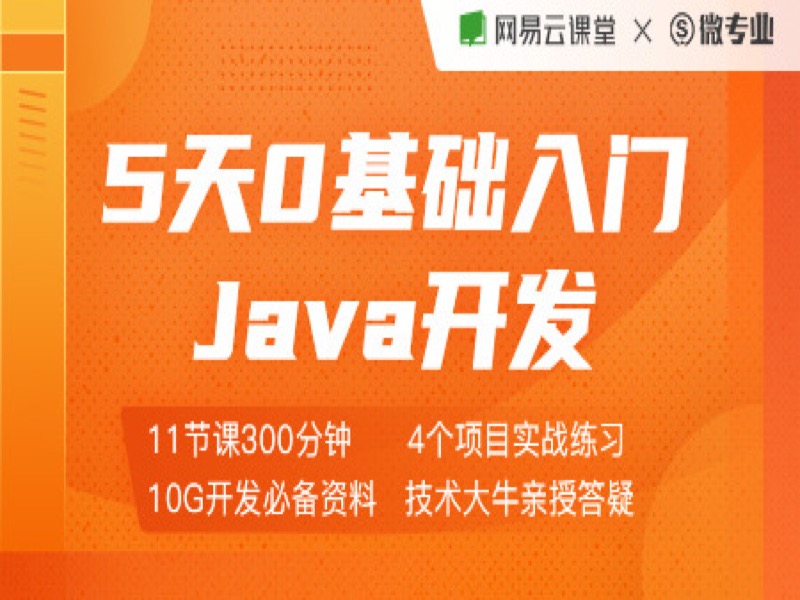 网易云课堂 × 微专业
5天0基础入门
Java开发
11节课300分钟 4个项目实战练习
10G开发必备资料 技术大牛亲授答疑